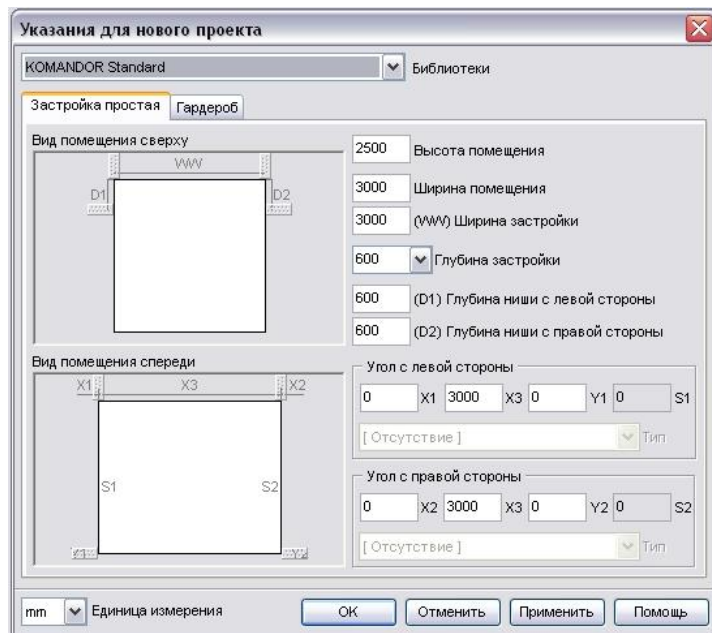 Указания для нового проекта
KOMANDOR Standard Библиотеки
Застройка простая Гардероб
Вид помещения сверху
WW
D1 D2
2500 Высота помещения
3000 Ширина помещения
3000 (WW) Ширина застройки
600 Глубина застройки
600 (D1) Глубина ниши с левой стороны
600 (D2) Глубина ниши с правой стороны
Вид помещения спереди
X1 X3 X2
S1 S2
Y1 Y2
Угол с левой стороны
0 X1 3000 X3 0 Y1 0 S1
[ Отсутствие ] Тип
Угол с правой стороны
0 X2 3000 X3 0 Y2 0 S2
[ Отсутствие ] Тип
mm Единица измерения OK Отменить Применить Помощь